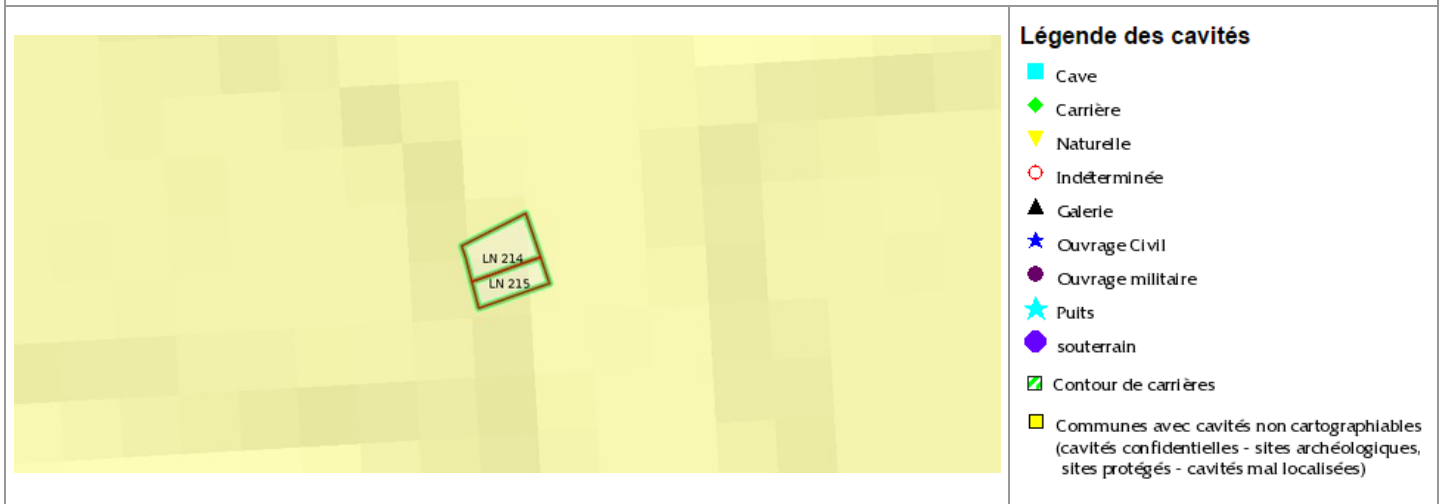 LN 214
LN 215
Légende des cavités
Cave
Carrière
Naturelle
Indéterminée
Galerie
Ouvrage Civil
Ouvrage militaire
Puits
souterrain
Contour de carrières
Communes avec cavités non cartographiables
(cavités confidentielles - sites archéologiques,
sites protégés - cavités mal localisées)